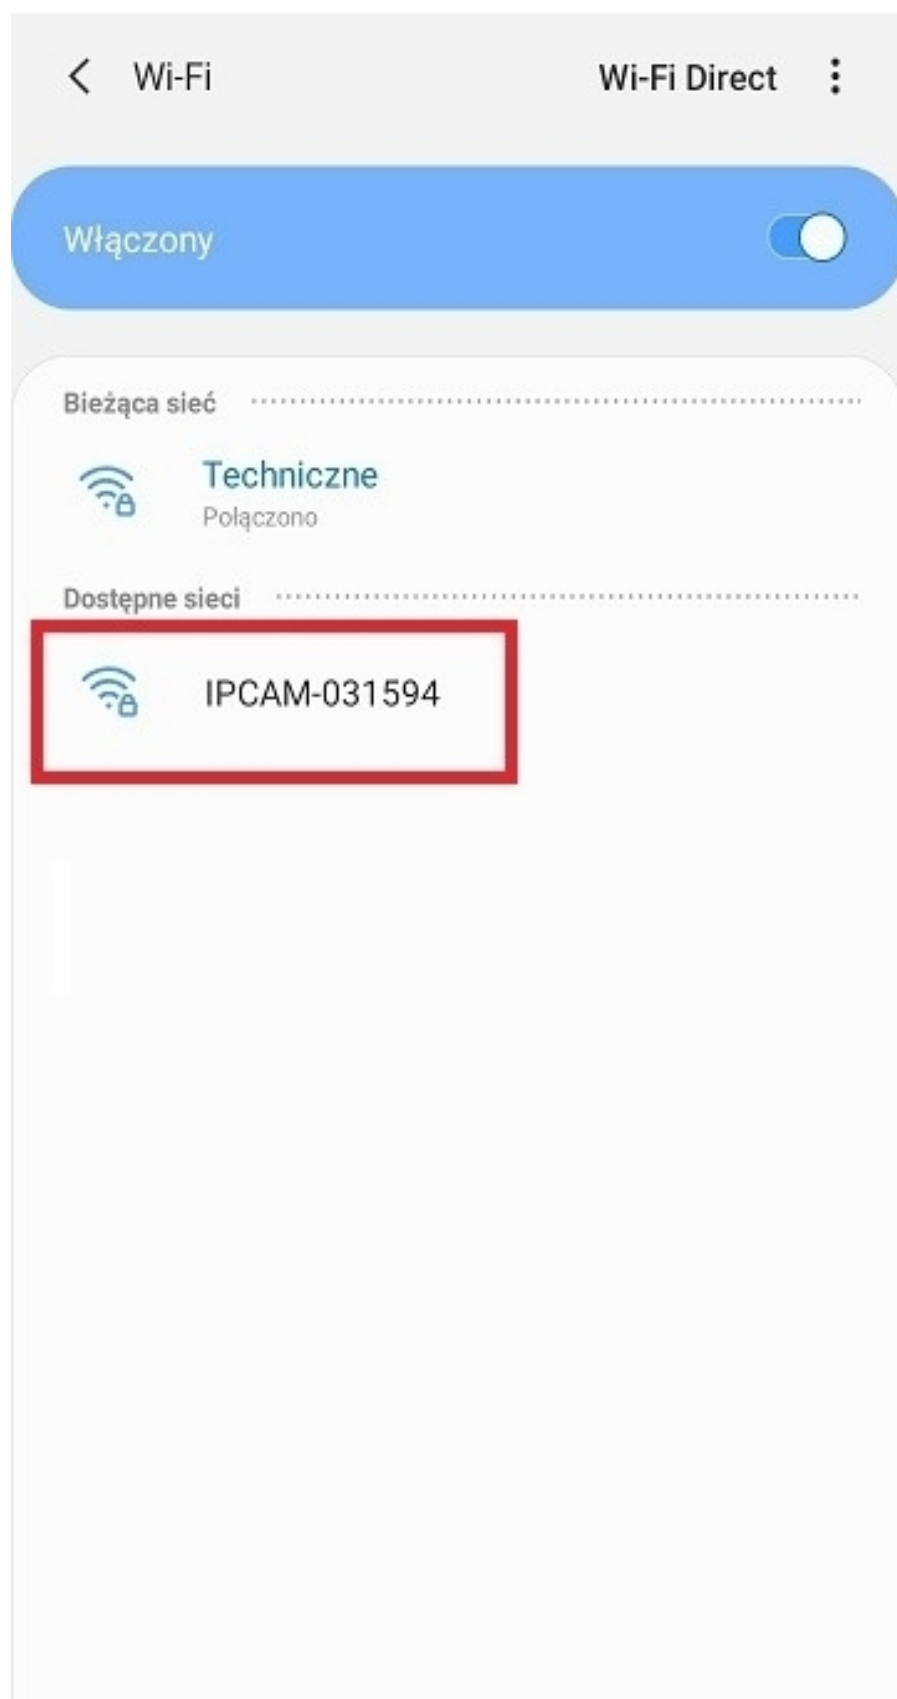 Wi-Fi Wi-Fi Direct
Włączony
Bieżąca sieć
Techniczne
Połączono
Dostępne sieci
IPCAM-031594